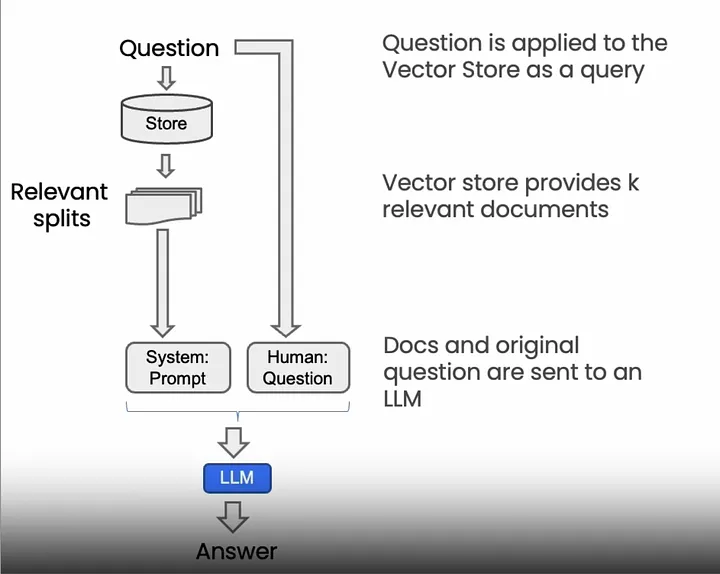 Question
Question is applied to the
Vector Store as a query
Store
Relevant
splits
Vector store provides k
relevant documents
System:
Prompt
Human:
Question
Docs and original
question are sent to an
LLM
LLM
Answer